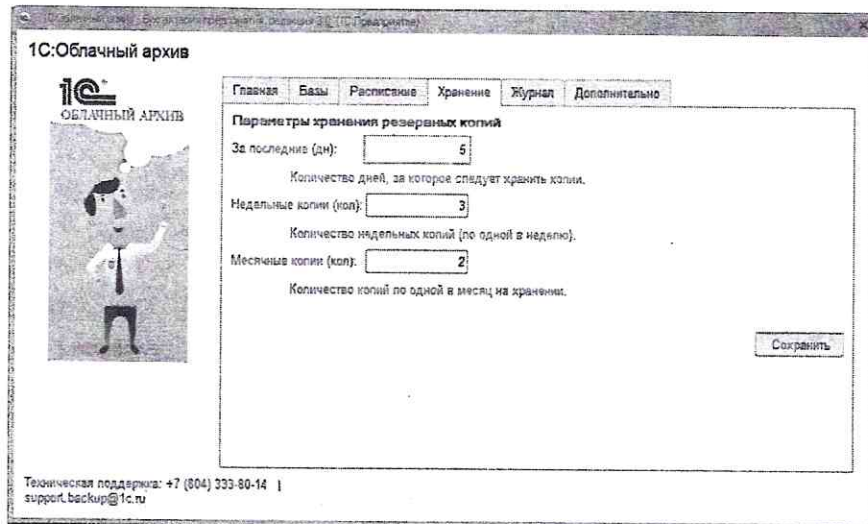 1С:Облачный архив
1С
ОБЛАЧНЫЙ АРХИВ
Главная Базы Расписание Хранение Журнал Дополнительно
Параметры хранения резервных копий
За последние (дн): 5
Количество дней, за которое следует хранить копии.
Недельные копии (кол): 3
Количество недельных копий (по одной в неделю).
Месячные копии (кол): 2
Количество копий по одной в месяц на хранении.
Сохранить
Техническая поддержка: +7 (804) 333-80-14 |
support.backup@1c.ru